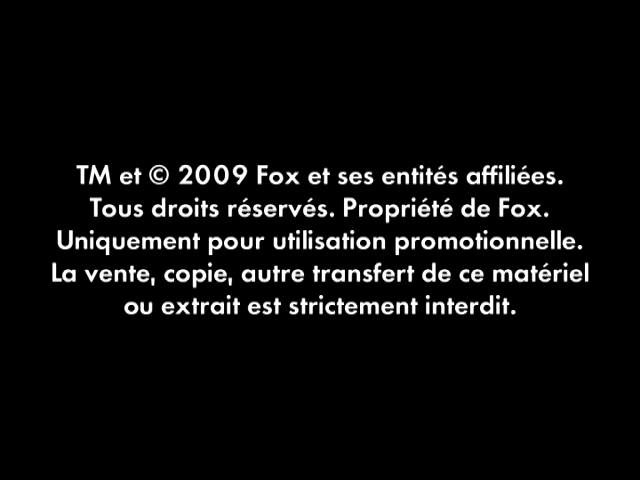 TM et © 2009 Fox et ses entités affiliées.
Tous droits réservés. Propriété de Fox.
Uniquement pour utilisation promotionnelle.
La vente, copie, autre transfert de ce matériel
ou extrait est strictement interdit.